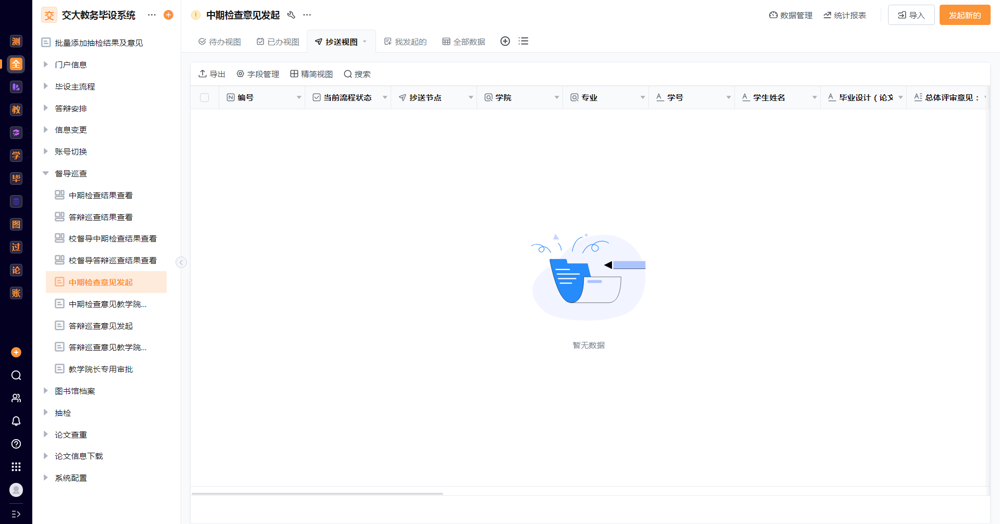 测
全
教
学
毕
图
过
论
账
交
交大教务毕设系统
批量添加抽检结果及意见
门户信息
毕设主流程
答辩安排
信息变更
账号切换
督导巡查
中期检查结果查看
答辩巡查结果查看
校督导中期检查结果查看
校督导答辩巡查结果查看
中期检查意见发起
中期检查意见教学院...
答辩巡查意见发起
答辩巡查意见教学院...
教学院长专用审批
图书馆档案
抽检
论文查重
论文信息下载
系统配置
中期检查意见发起
数据管理 统计报表 导入 发起新的
待办视图 已办视图 抄送视图 我发起的 全部数据
导出 字段管理 精简视图 搜索
编号 当前流程状态 抄送节点 学院 专业 学号 学生姓名 毕业设计（论文 总体评审意见：
暂无数据